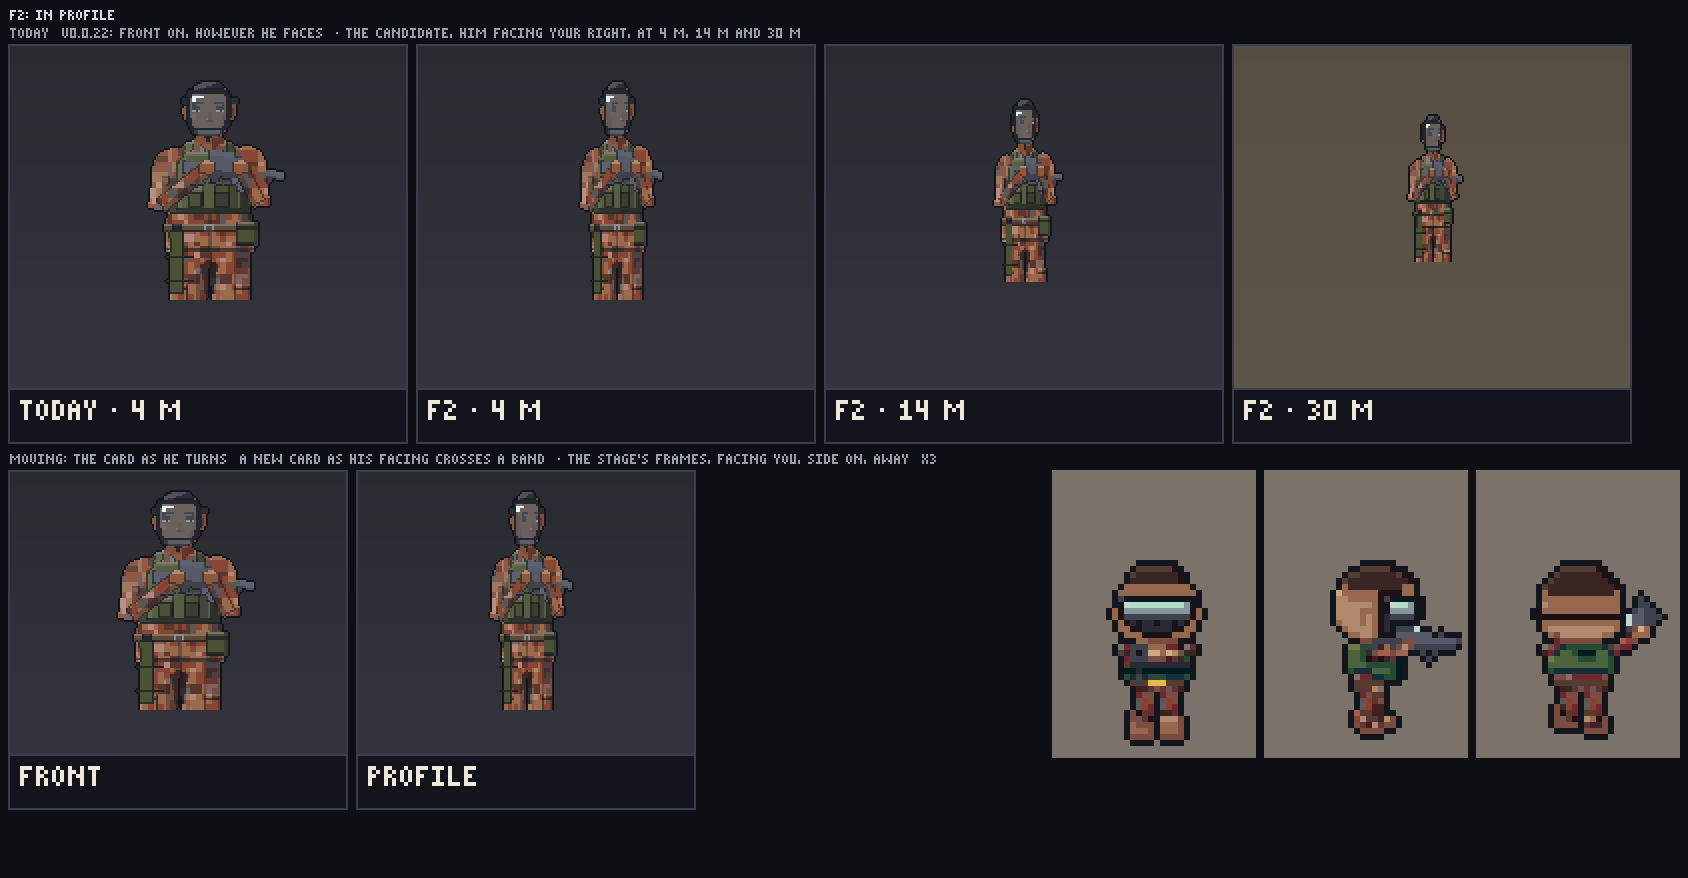 F2: IN PROFILE
TODAY V0.0.22: FRONT ON, HOWEVER HE FACES · THE CANDIDATE, HIM FACING YOUR RIGHT, AT 4 M, 14 M AND 30 M
TODAY · 4 M
F2 · 4 M
F2 · 14 M
F2 · 30 M
MOVING: THE CARD AS HE TURNS A NEW CARD AS HIS FACING CROSSES A BAND · THE STAGE'S FRAMES, FACING YOU, SIDE ON, AWAY X3
FRONT
PROFILE